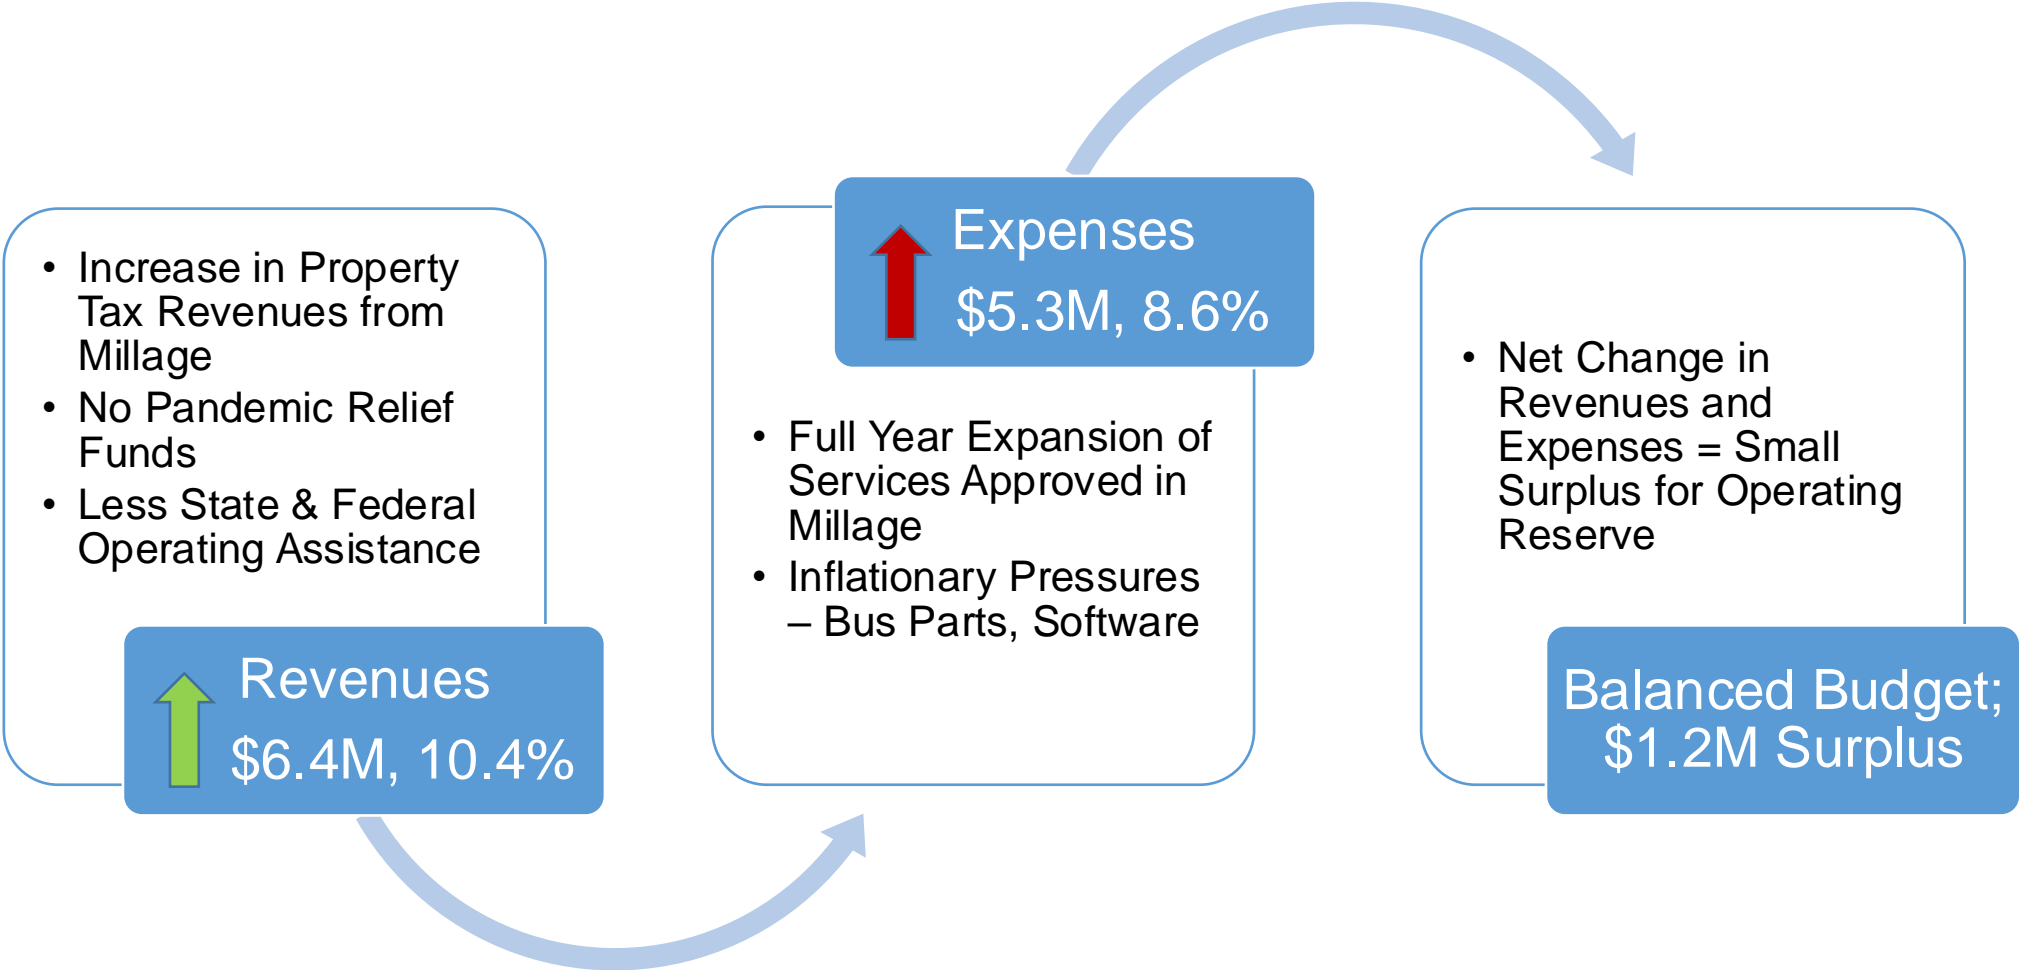 • Increase in Property
Tax Revenues from
Millage
• No Pandemic Relief
Funds
• Less State & Federal
Operating Assistance
Revenues
$6.4M, 10.4%
Expenses
$5.3M, 8.6%
• Full Year Expansion of
Services Approved in
Millage
• Inflationary Pressures
– Bus Parts, Software
• Net Change in
Revenues and
Expenses = Small
Surplus for Operating
Reserve
Balanced Budget;
$1.2M Surplus